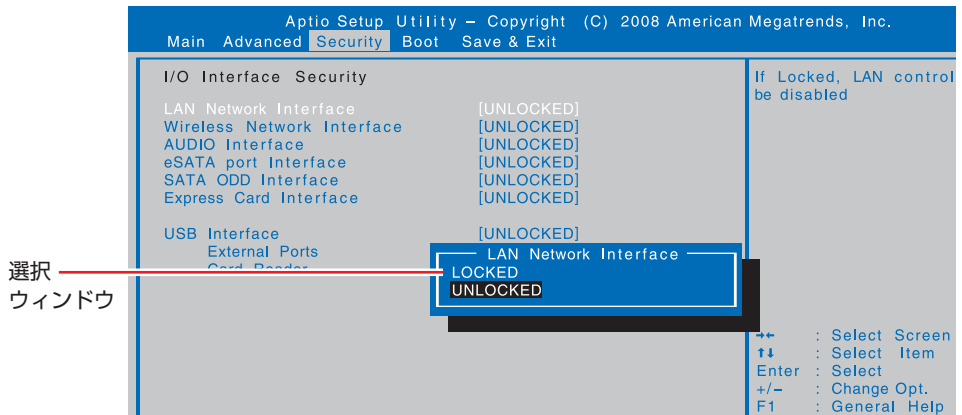 Aptio Setup Utility – Copyright (C) 2008 American Megatrends, Inc.
Main Advanced Security Boot Save & Exit
I/O Interface Security
LAN Network Interface [UNLOCKED]
Wireless Network Interface [UNLOCKED]
AUDIO Interface [UNLOCKED]
eSATA port Interface [UNLOCKED]
SATA ODD Interface [UNLOCKED]
Express Card Interface [UNLOCKED]
USB Interface [UNLOCKED]
External Ports
Card Reader
LAN Network Interface
LOCKED
UNLOCKED
選択
ウィンドウ
If Locked, LAN control
be disabled
→← : Select Screen
↑↓ : Select Item
Enter : Select
+/– : Change Opt.
F1 : General Help